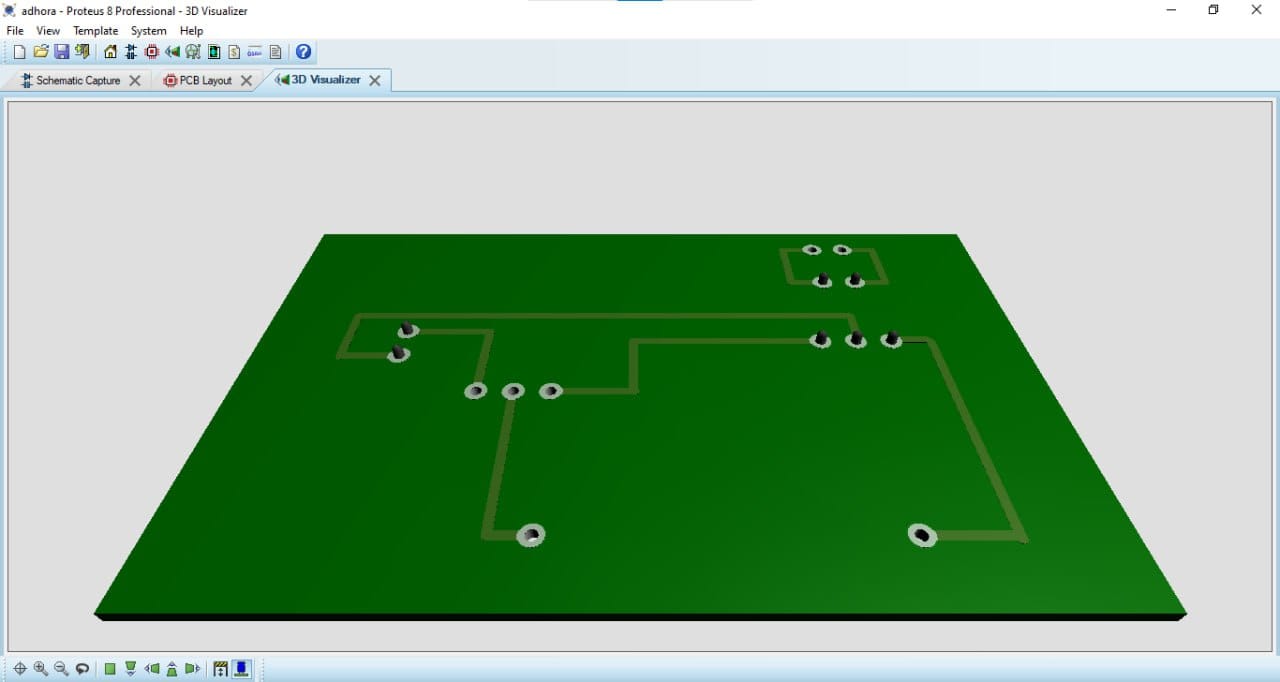 adhora - Proteus 8 Professional - 3D Visualizer
File View Template System Help
Schematic Capture PCB Layout 3D Visualizer